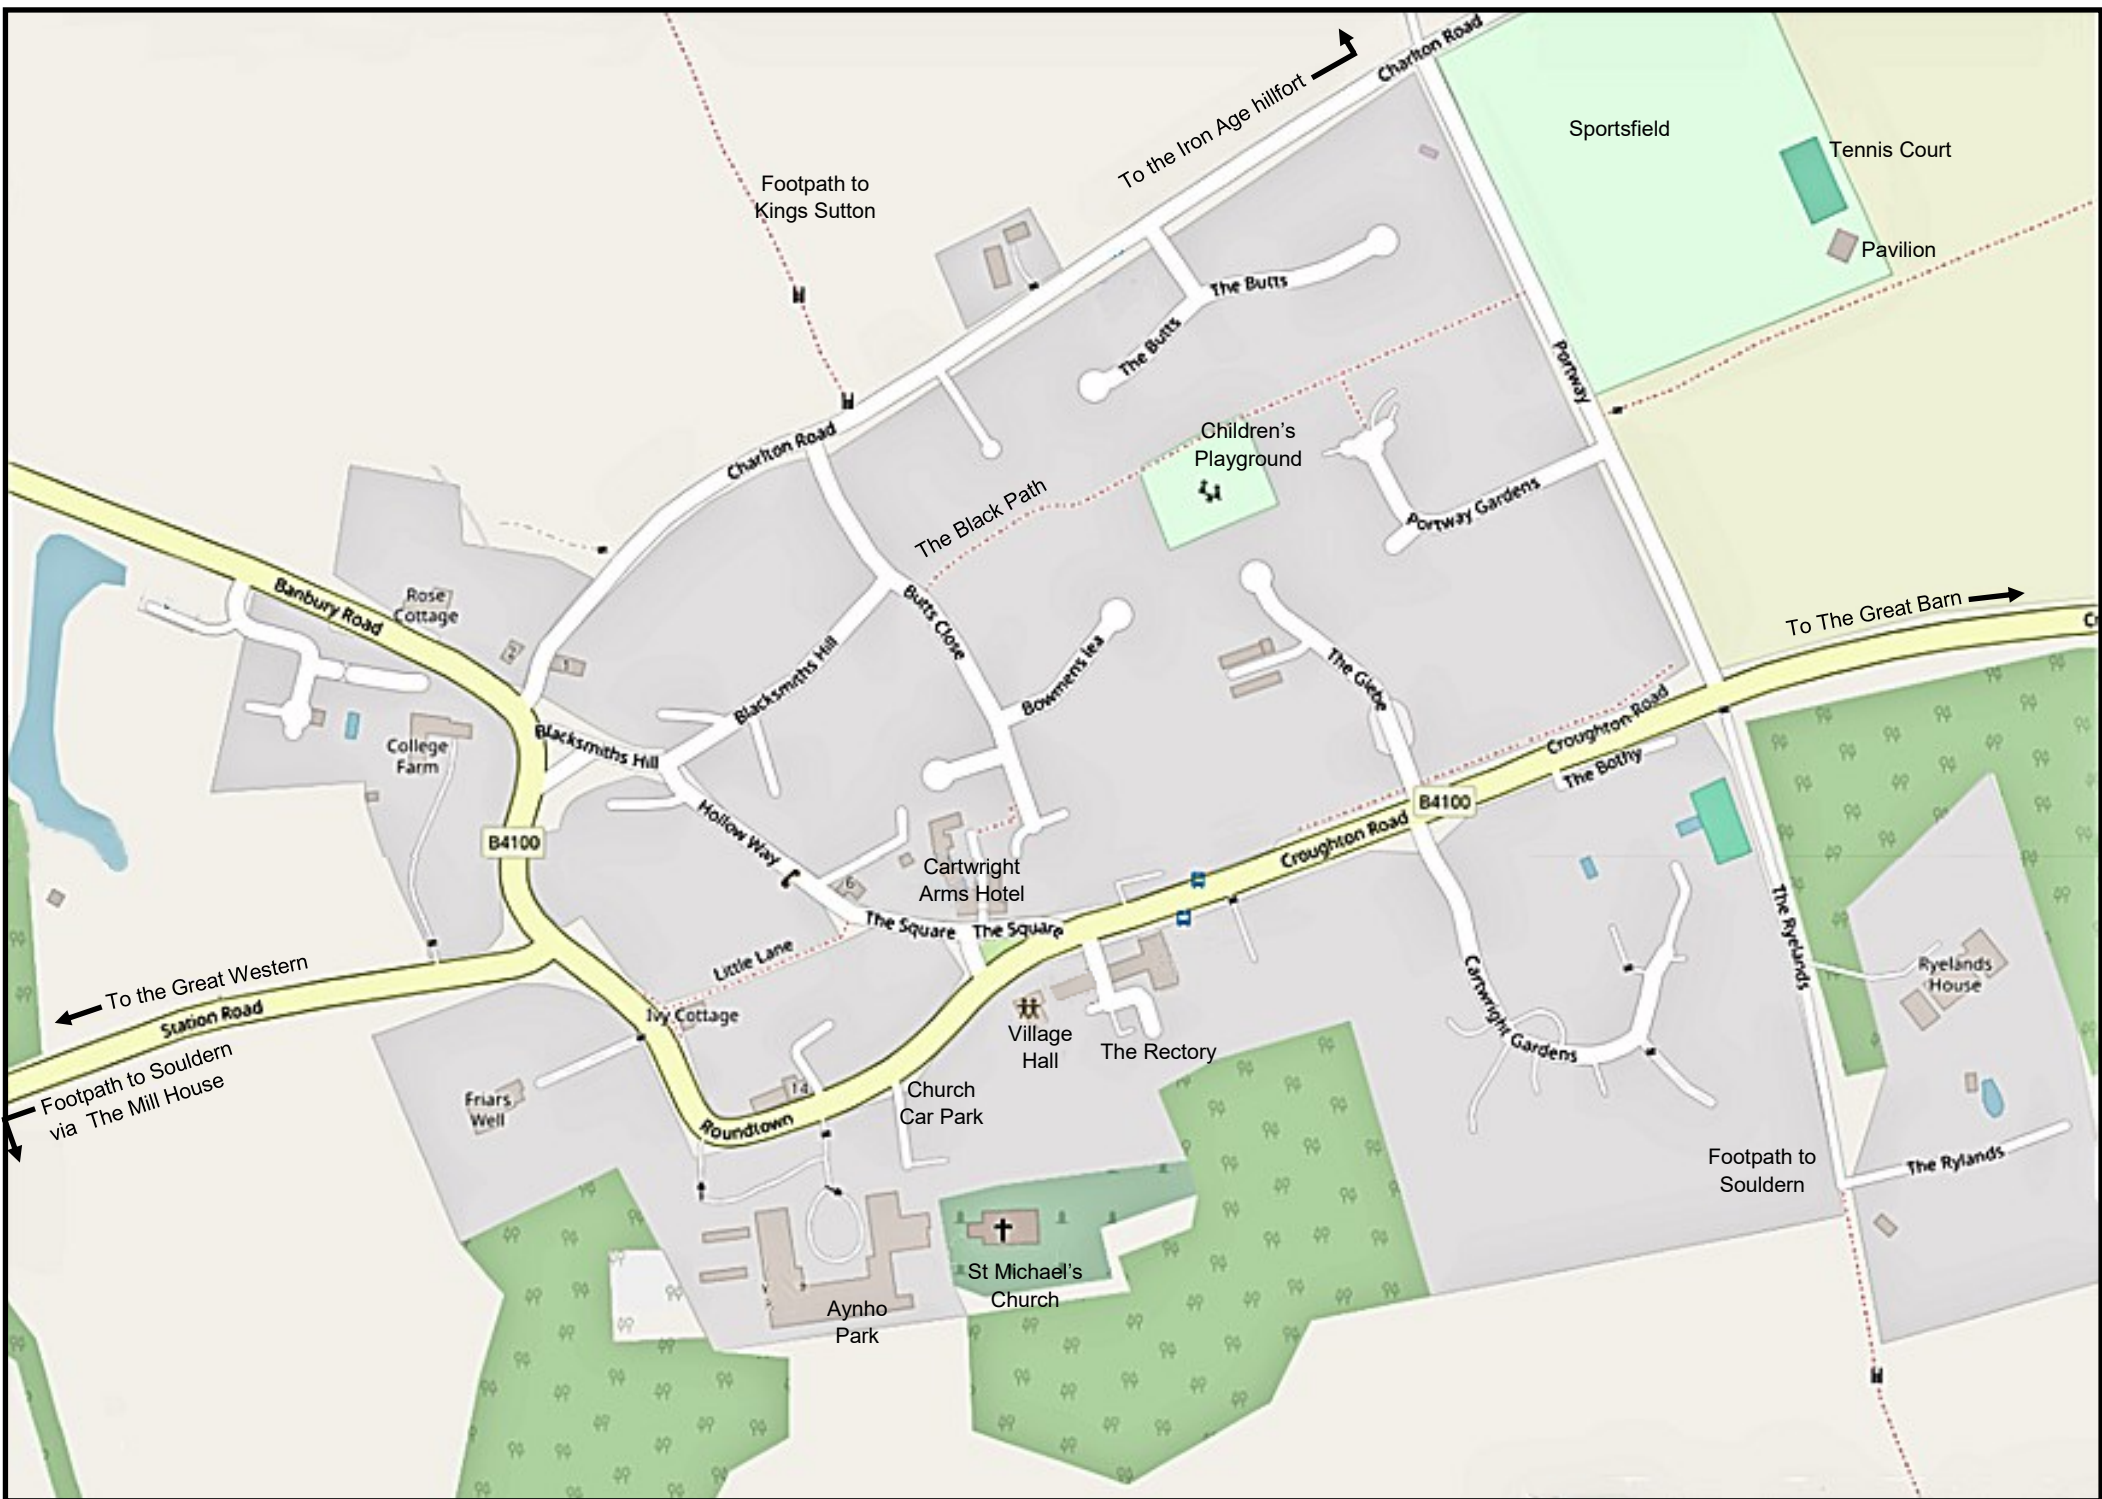 Charlton Road
To the Iron Age hillfort
Sportsfield
Tennis Court
Pavilion
Footpath to
Kings Sutton
The Butts
The Butts
Portway
Charlton Road
Children's
Playground
The Black Path
Portway Gardens
Banbury Road
Rose
Cottage
2
1
Butts Close
Blacksmiths Hill
Bowmens lea
The Glebe
To The Great Barn
Blacksmiths Hill
College
Farm
Croughton Road
The Bothy
B4100
B4100
Hollow Way
Croughton Road
6
Cartwright
Arms Hotel
The Square
The Square
Little Lane
To the Great Western
Station Road
Ivy Cottage
Village
Hall
The Rectory
Cartwright Gardens
The Ryelands
Ryelands
House
Footpath to Souldern
via The Mill House
Friars
Well
14
Church
Car Park
Roundtown
Footpath to
Souldern
The Rylands
St Michael's
Church
Aynho
Park